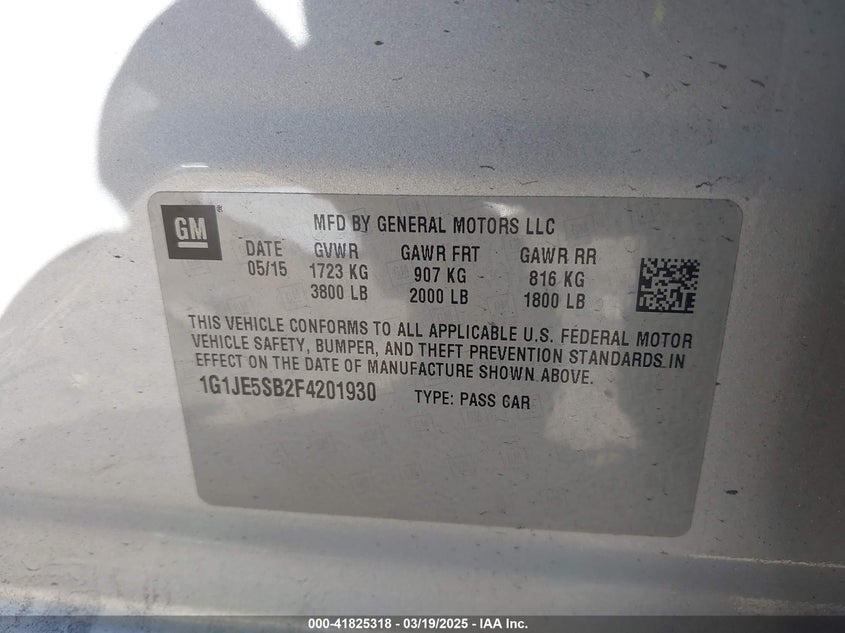 GM ®
MFD BY GENERAL MOTORS LLC
DATE GVWR GAWR FRT GAWR RR
05/15 1723 KG 907 KG 816 KG
3800 LB 2000 LB 1800 LB
THIS VEHICLE CONFORMS TO ALL APPLICABLE U.S. FEDERAL MOTOR
VEHICLE SAFETY, BUMPER, AND THEFT PREVENTION STANDARDS IN
EFFECT ON THE DATE OF MANUFACTURE SHOWN ABOVE.
1G1JE5SB2F4201930 TYPE: PASS CAR
000-41825318 - 03/19/2025 - IAA Inc.